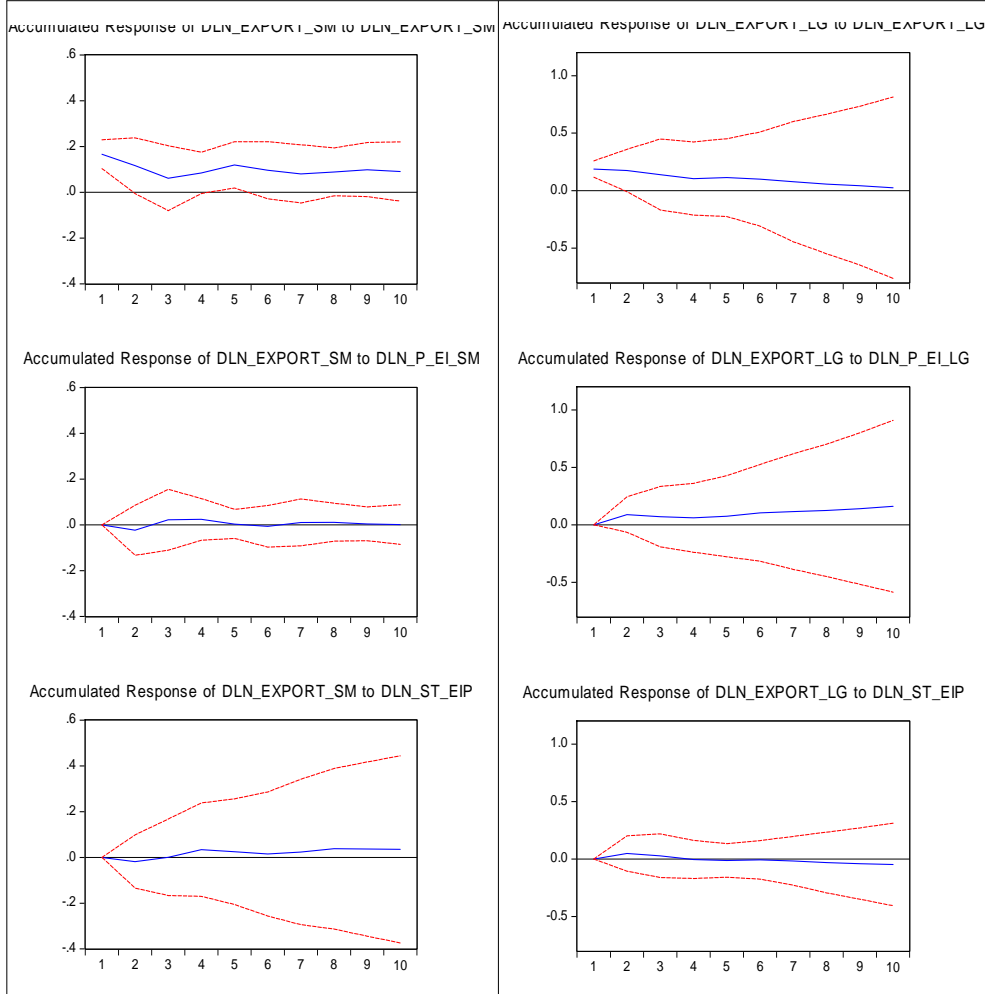 Accumulated Response of DLN_EXPORT_SM to DLN_EXPORT_SM
.6
.4
.2
.0
-.2
-.4
1 2 3 4 5 6 7 8 9 10
Accumulated Response of DLN_EXPORT_LG to DLN_EXPORT_LG
1.0
0.5
0.0
-0.5
1 2 3 4 5 6 7 8 9 10
Accumulated Response of DLN_EXPORT_SM to DLN_P_EI_SM
.6
.4
.2
.0
-.2
-.4
1 2 3 4 5 6 7 8 9 10
Accumulated Response of DLN_EXPORT_LG to DLN_P_EI_LG
1.0
0.5
0.0
-0.5
1 2 3 4 5 6 7 8 9 10
Accumulated Response of DLN_EXPORT_SM to DLN_ST_EIP
.6
.4
.2
.0
-.2
-.4
1 2 3 4 5 6 7 8 9 10
Accumulated Response of DLN_EXPORT_LG to DLN_ST_EIP
1.0
0.5
0.0
-0.5
1 2 3 4 5 6 7 8 9 10